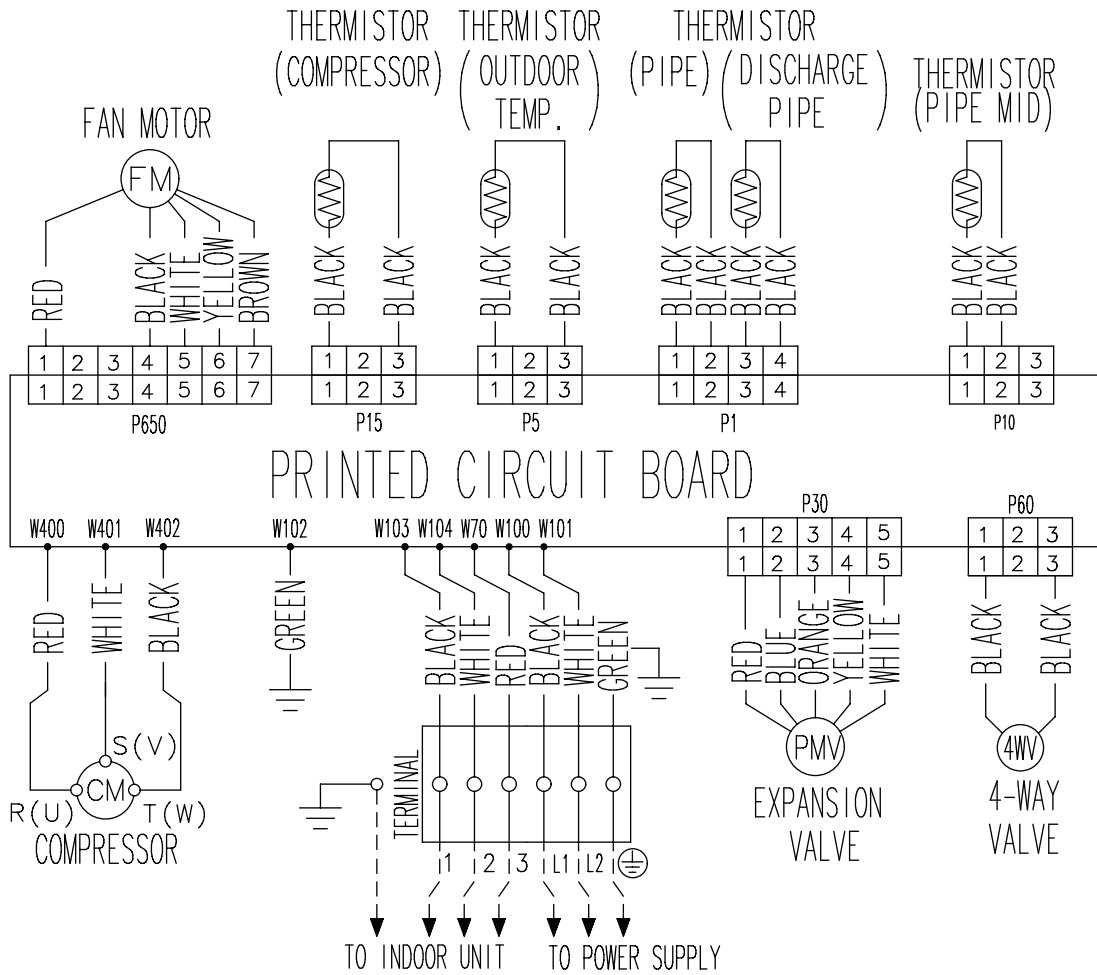 THERMISTOR
(COMPRESSOR)
THERMISTOR
(OUTDOOR
TEMP.)
THERMISTOR
(PIPE) (DISCHARGE
PIPE)
THERMISTOR
(PIPE MID)
FAN MOTOR
FM
RED BLACK WHITE YELLOW BROWN
BLACK BLACK
BLACK BLACK
BLACK BLACK BLACK BLACK
BLACK BLACK
1 2 3 4 5 6 7
1 2 3 4 5 6 7
P650
1 2 3
1 2 3
P15
1 2 3
1 2 3
P5
1 2 3 4
1 2 3 4
P1
1 2 3
1 2 3
P10
PRINTED CIRCUIT BOARD
W400 W401 W402 W102 W103 W104 W70 W100 W101
P30
1 2 3 4 5
1 2 3 4 5
P60
1 2 3
1 2 3
RED WHITE BLACK
GREEN
BLACK WHITE RED BLACK WHITE GREEN
RED BLUE ORANGE YELLOW WHITE
BLACK BLACK
S(V)
CM
R(U) T(W)
COMPRESSOR
TERMINAL
1 2 3 L1 L2
PMV
EXPANSION
VALVE
4WV
4-WAY
VALVE
TO INDOOR UNIT TO POWER SUPPLY